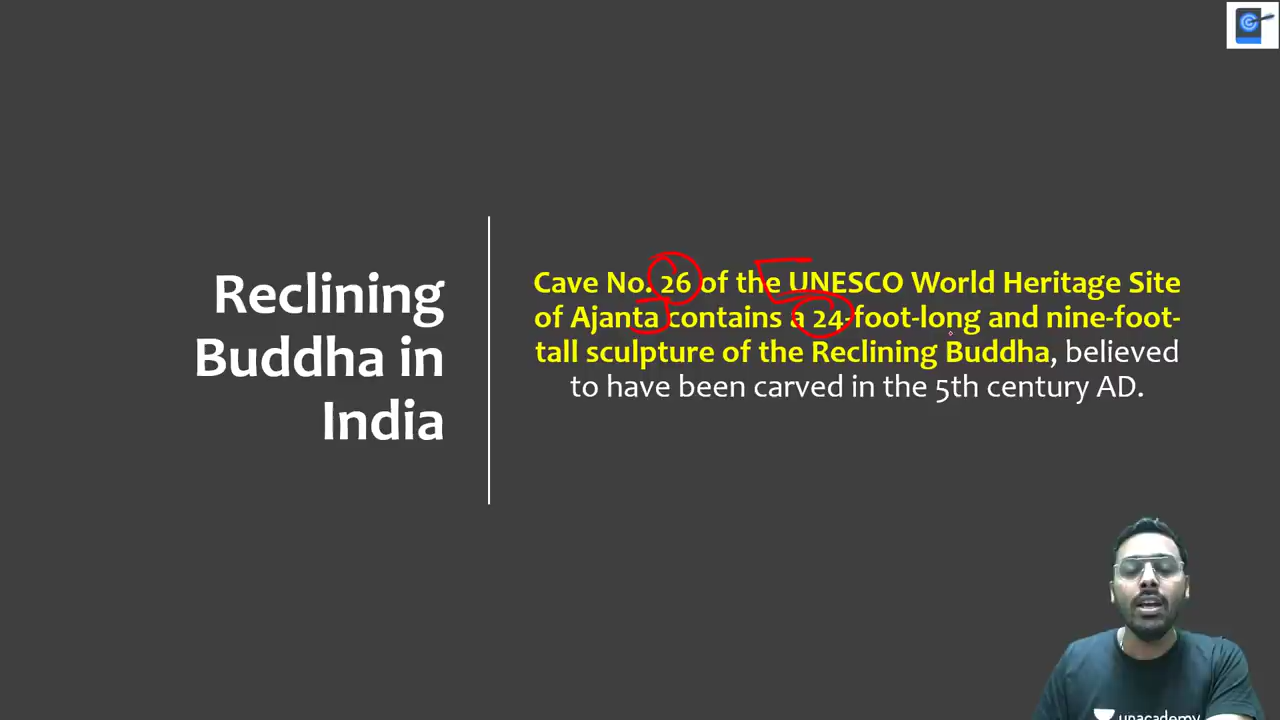 Reclining
Buddha in
India
Cave No. 26 of the UNESCO World Heritage Site
of Ajanta contains a 24-foot-long and nine-foot-
tall sculpture of the Reclining Buddha, believed
to have been carved in the 5th century AD.
unacademy